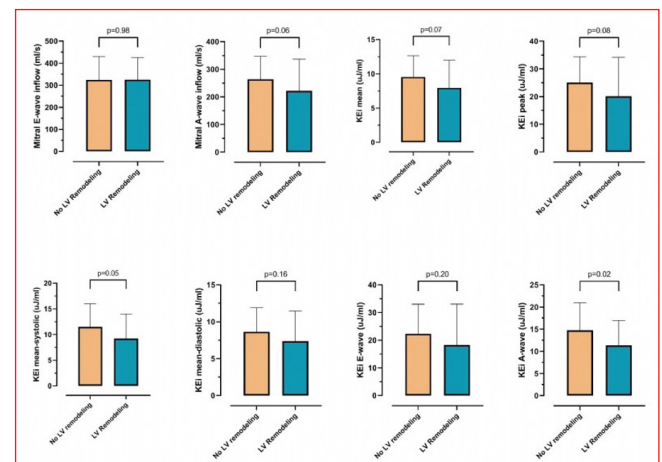 p=0.98
Mitral E-wave inflow (ml/s)
500
400
300
200
100
0
No LV Remodeling
LV Remodeling
p=0.06
Mitral A-wave inflow (ml/s)
400
300
200
100
0
No LV remodeling
LV Remodeling
p=0.07
KEi mean (uJ/ml)
15
10
5
0
No LV remodeling
LV Remodeling
p=0.08
KEi peak (uJ/ml)
40
30
20
10
0
No LV remodeling
LV Remodeling
p=0.05
KEi mean-systolic (uJ/ml)
20
15
10
5
0
No LV remodeling
LV Remodeling
p=0.16
KEi mean-diastolic (uJ/ml)
15
10
5
0
No LV remodeling
LV Remodeling
p=0.20
KEi E-wave (uJ/ml)
40
30
20
10
0
No LV remodeling
LV Remodeling
p=0.02
KEi A-wave (uJ/ml)
25
20
15
10
5
0
No LV remodeling
LV Remodeling